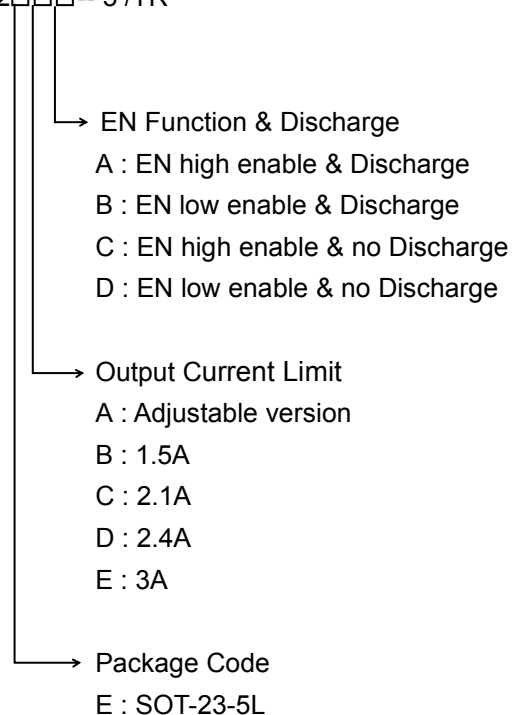 EN Function & Discharge
A : EN high enable & Discharge
B : EN low enable & Discharge
C : EN high enable & no Discharge
D : EN low enable & no Discharge
Output Current Limit
A : Adjustable version
B : 1.5A
C : 2.1A
D : 2.4A
E : 3A
Package Code
E : SOT-23-5L